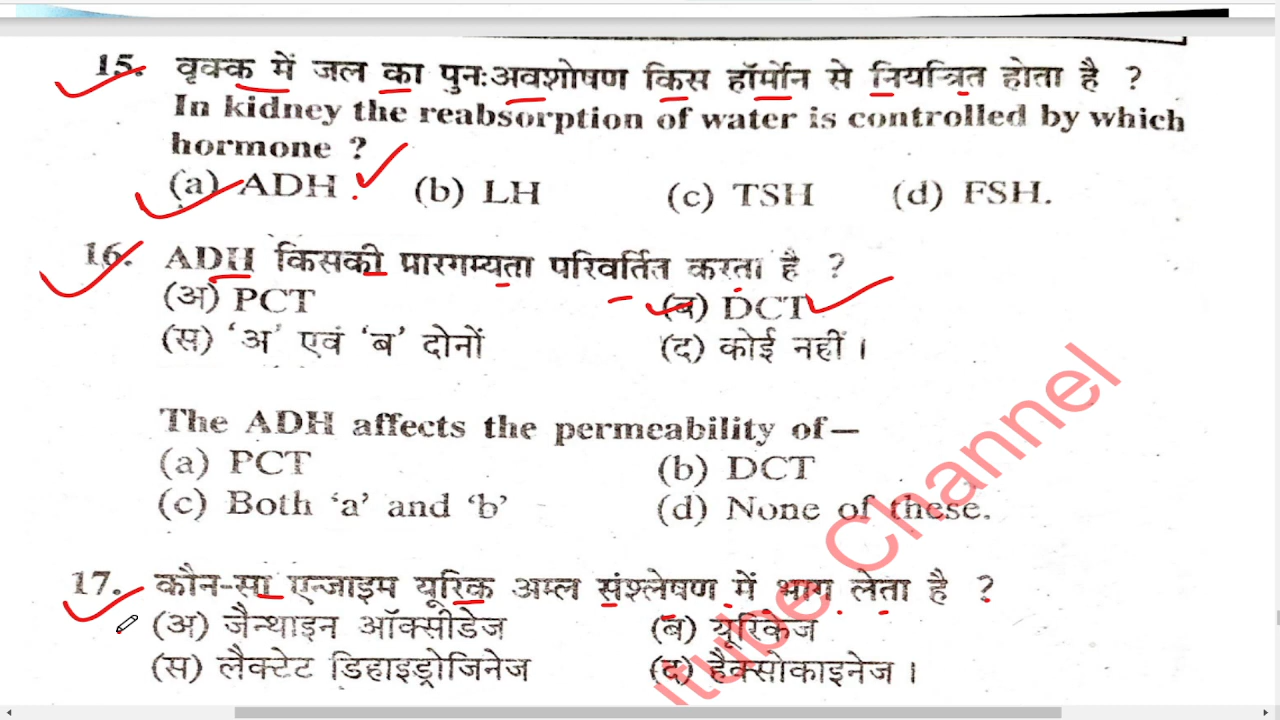 15. वृक्क में जल का पुनःअवशोषण किस हॉर्मोन से नियन्त्रित होता है ?
In kidney the reabsorption of water is controlled by which
hormone ?
(a) ADH (b) LH (c) TSH (d) FSH.
16. ADH किसकी प्रारगम्यता परिवर्तित करता है ?
(अ) PCT (ब) DCT
(स) ‘अ’ एवं ‘ब’ दोनों (द) कोई नहीं ।
The ADH affects the permeability of—
(a) PCT (b) DCT
(c) Both ‘a’ and ‘b’ (d) None of these.
17. कौन-सा एन्जाइम यूरिक अम्ल संश्लेषण में भाग लेता है ?
(अ) जैन्थाइन ऑक्सीडेज (ब) यूरिकेज
(स) लैक्टेट डिहाइड्रोजिनेज (द) हैक्सोकाइनेज ।
itube Channel